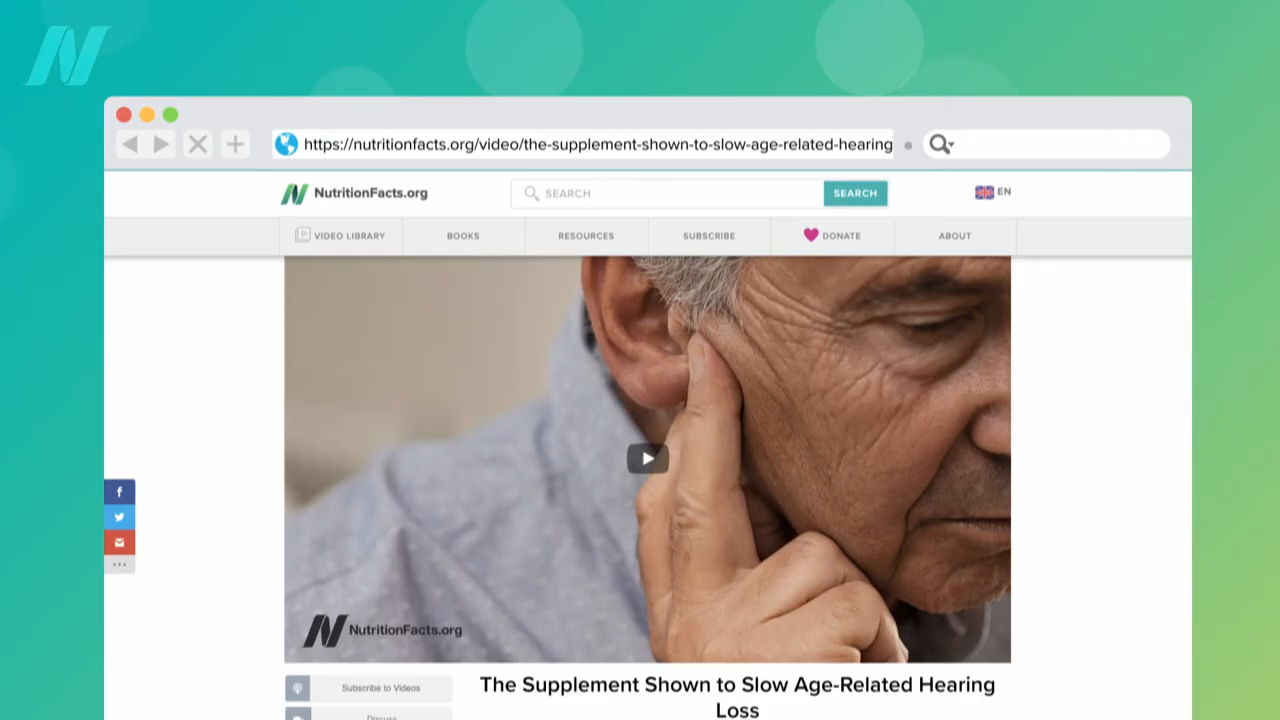 https://nutritionfacts.org/video/the-supplement-shown-to-slow-age-related-hearing
NutritionFacts.org
SEARCH
SEARCH
EN
VIDEO LIBRARY
BOOKS
RESOURCES
SUBSCRIBE
DONATE
ABOUT
NutritionFacts.org
Subscribe to Videos
The Supplement Shown to Slow Age-Related Hearing
Loss
Discuss